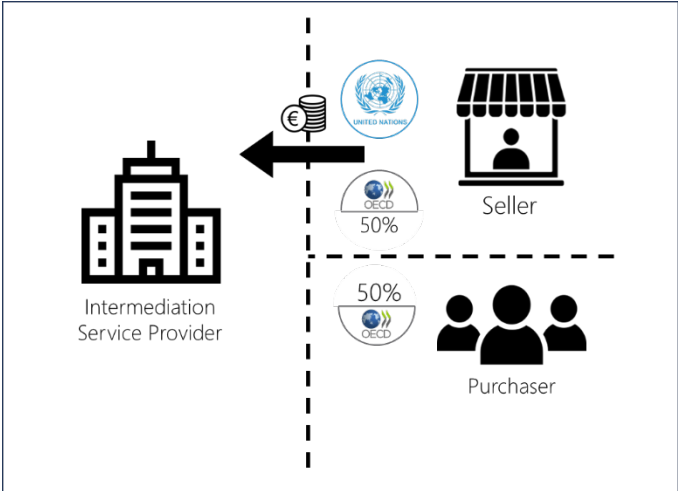 UNITED NATIONS
€
OECD
50%
Seller
50%
OECD
Intermediation
Service Provider
Purchaser